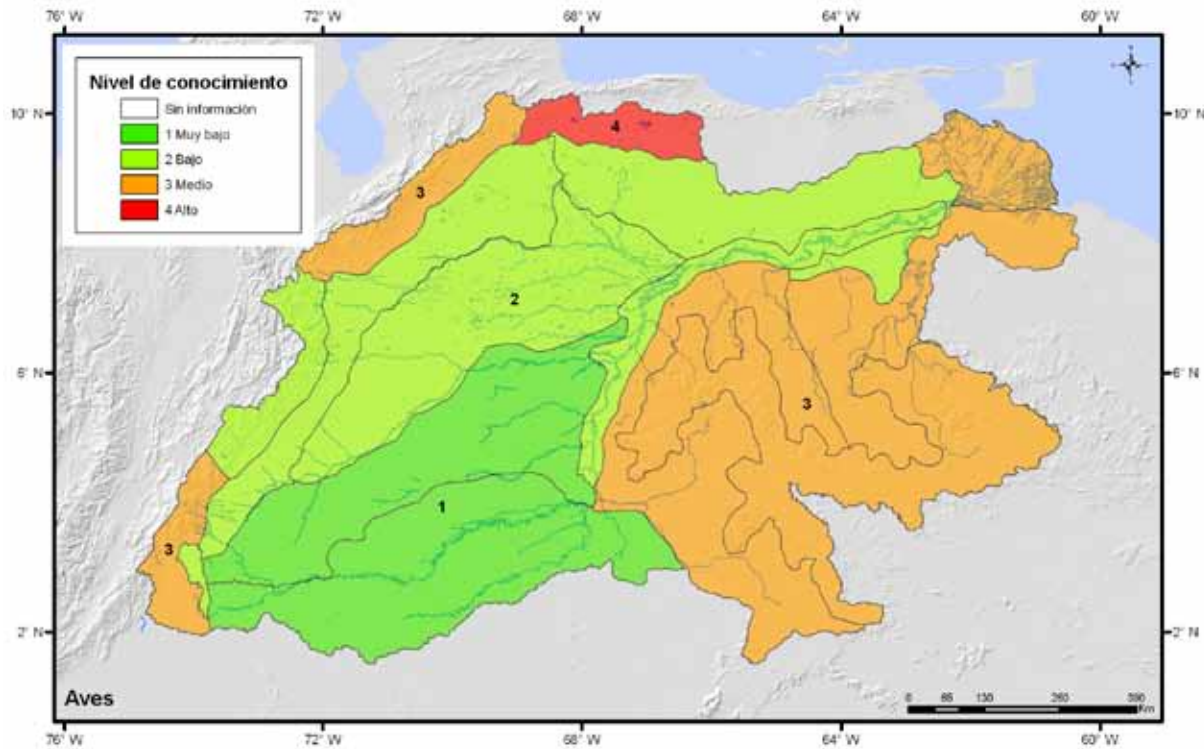 76° W 72° W 68° W 64° W 60° W
Nivel de conocimiento
Sin información
1 Muy bajo
2 Bajo
3 Medio
4 Alto
10° N 10° N
4
3
3
2
6° N 6° N
3
1
3
2° N 2° N
Aves
0 65 130 260 390
Km
76° W 72° W 68° W 64° W 60° W